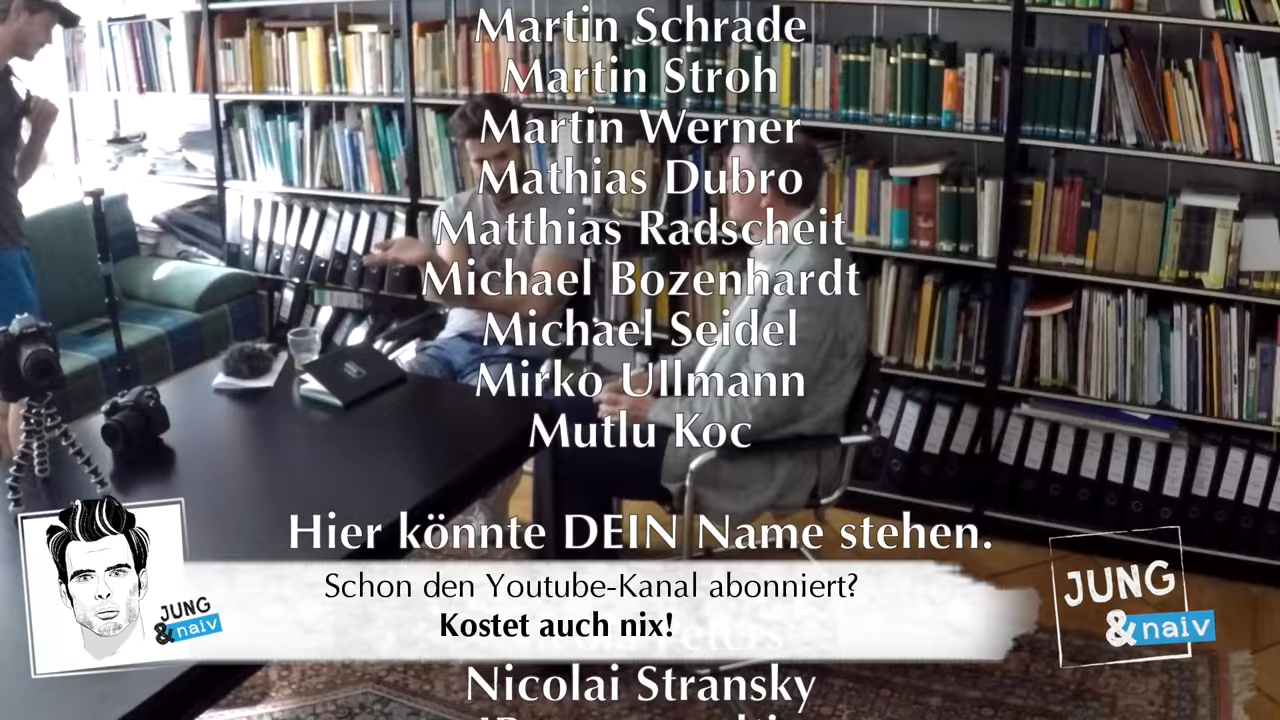 Martin Schrade
Martin Stroh
Martin Werner
Mathias Dubro
Matthias Radscheit
Michael Bozenhardt
Michael Seidel
Mirko Ullmann
Mutlu Koc
Hier könnte DEIN Name stehen.
Schon den Youtube-Kanal abonniert?
Kostet auch nix!
JUNG
& naiv
JUNG
& naiv
Nicolai Stransky